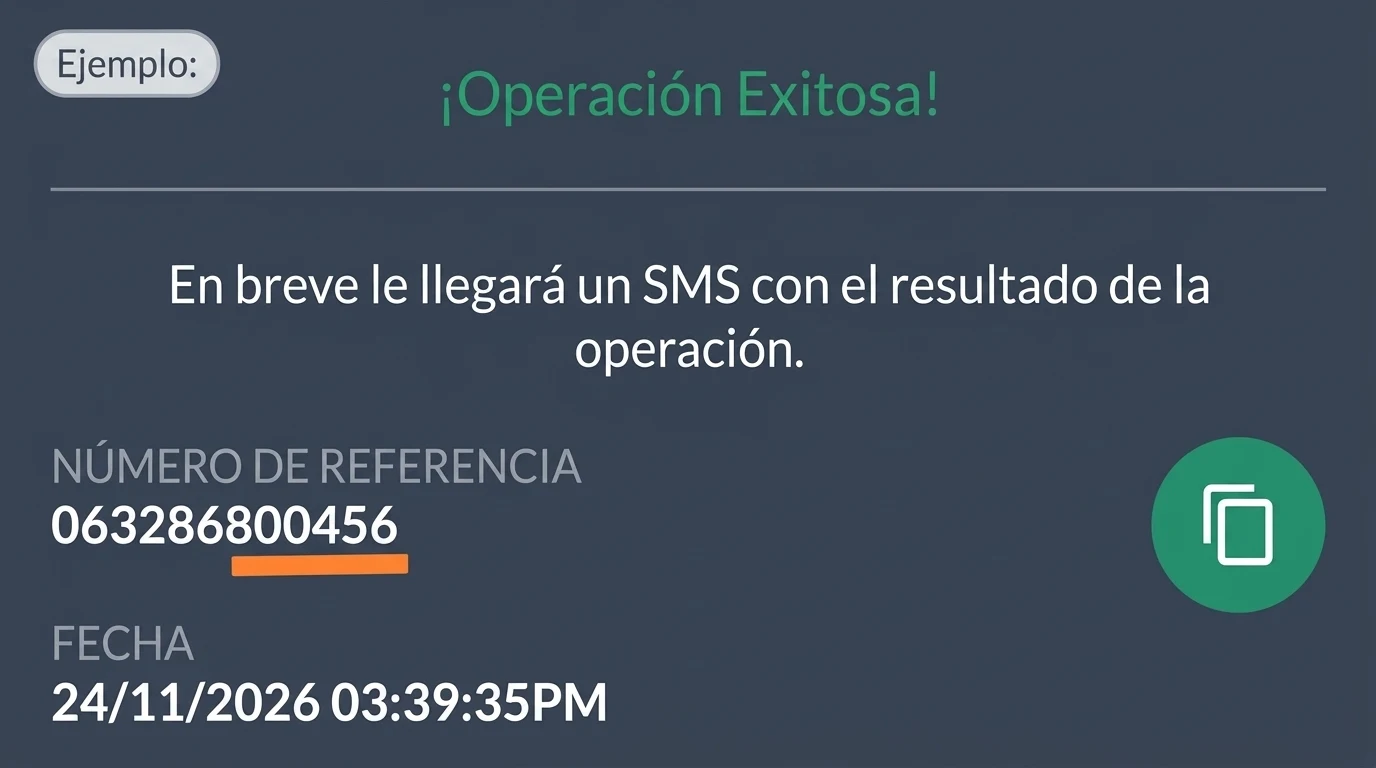 Ejemplo:
¡Operación Exitosa!
En breve le llegará un SMS con el resultado de la
operación.
NÚMERO DE REFERENCIA
063286800456
FECHA
24/11/2026 03:39:35PM